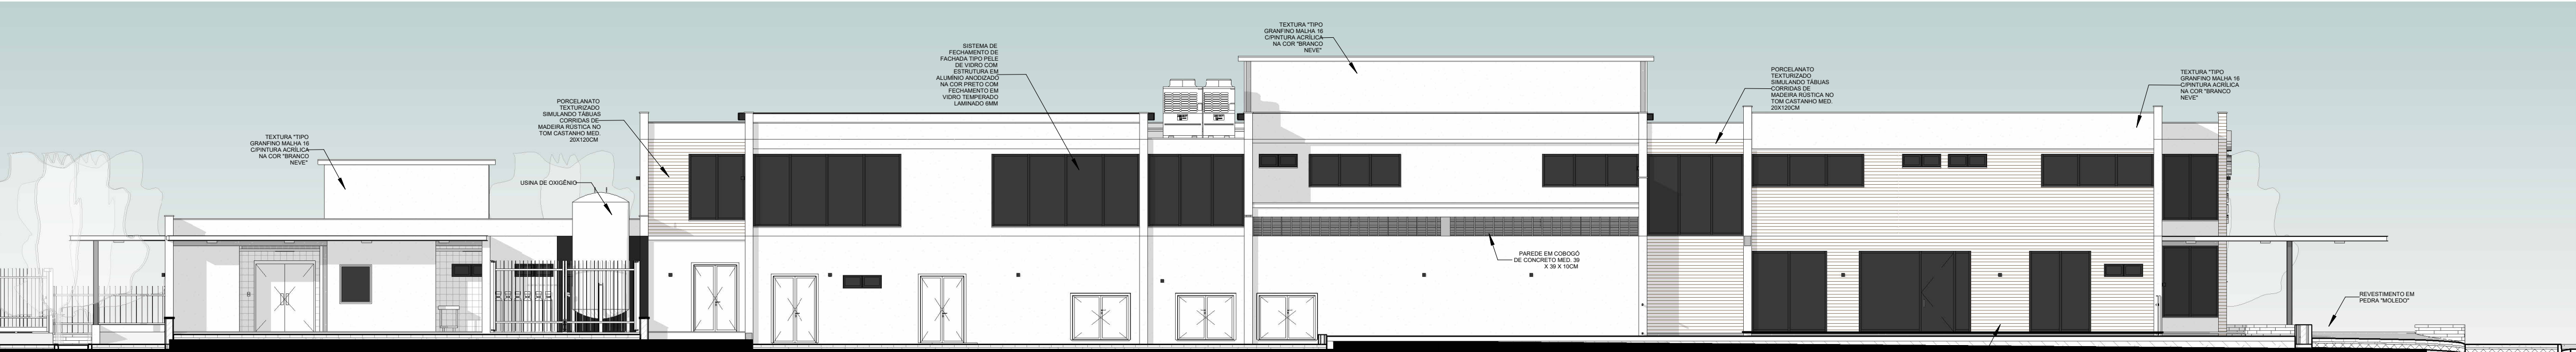 TEXTURA "TIPO
GRANFINO MALHA 16
C/PINTURA ACRÍLICA
NA COR "BRANCO
NEVE"
USINA DE OXIGÊNIO
PORCELANATO
TEXTURIZADO
SIMULANDO TÁBUAS
CORRIDAS DE
MADEIRA RÚSTICA NO
TOM CASTANHO MED.
20X120CM
SISTEMA DE
FECHAMENTO DE
FACHADA TIPO PELE
DE VIDRO COM
ESTRUTURA EM
ALUMÍNIO ANODIZADO
NA COR PRETO COM
FECHAMENTO EM
VIDRO TEMPERADO
LAMINADO 6MM
TEXTURA "TIPO
GRANFINO MALHA 16
C/PINTURA ACRÍLICA
NA COR "BRANCO
NEVE"
PAREDE EM COBOGÓ
DE CONCRETO MED. 39
X 39 X 10CM
PORCELANATO
TEXTURIZADO
SIMULANDO TÁBUAS
CORRIDAS DE
MADEIRA RÚSTICA NO
TOM CASTANHO MED.
20X120CM
TEXTURA "TIPO
GRANFINO MALHA 16
C/PINTURA ACRÍLICA
NA COR "BRANCO
NEVE"
REVESTIMENTO EM
PEDRA "MOLEDO"